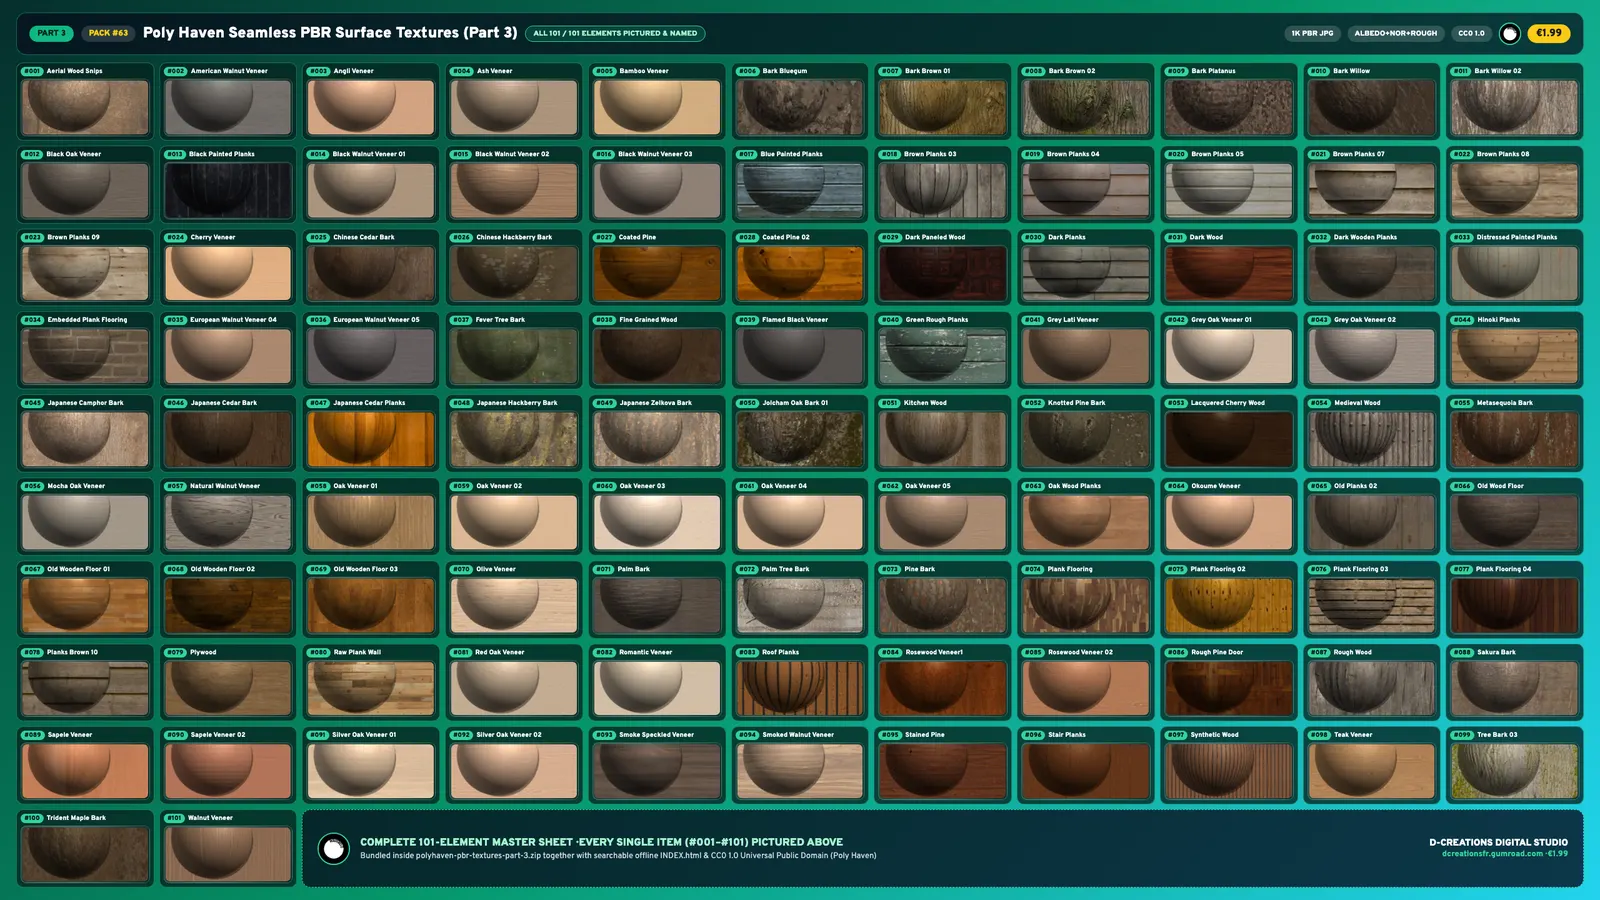 PART 3 PACK #63 Poly Haven Seamless PBR Surface Textures (Part 3) ALL 101 / 101 ELEMENTS PICTURED & NAMED 1K PBR JPG ALBEDO+NOR+ROUGH CC0 1.0 €1.99
#001 Aerial Wood Snips #002 American Walnut Veneer #003 Angli Veneer #004 Ash Veneer #005 Bamboo Veneer #006 Bark Bluegum #007 Bark Brown 01 #008 Bark Brown 02 #009 Bark Platanus #010 Bark Willow #011 Bark Willow 02
#012 Black Oak Veneer #013 Black Painted Planks #014 Black Walnut Veneer 01 #015 Black Walnut Veneer 02 #016 Black Walnut Veneer 03 #017 Blue Painted Planks #018 Brown Planks 03 #019 Brown Planks 04 #020 Brown Planks 05 #021 Brown Planks 07 #022 Brown Planks 08
#023 Brown Planks 09 #024 Cherry Veneer #025 Chinese Cedar Bark #026 Chinese Hackberry Bark #027 Coated Pine #028 Coated Pine 02 #029 Dark Paneled Wood #030 Dark Planks #031 Dark Wood #032 Dark Wooden Planks #033 Distressed Painted Planks
#034 Embedded Plank Flooring #035 European Walnut Veneer 04 #036 European Walnut Veneer 05 #037 Fever Tree Bark #038 Fine Grained Wood #039 Flamed Black Veneer #040 Green Rough Planks #041 Grey Lati Veneer #042 Grey Oak Veneer 01 #043 Grey Oak Veneer 02 #044 Hinoki Planks
#045 Japanese Camphor Bark #046 Japanese Cedar Bark #047 Japanese Cedar Planks #048 Japanese Hackberry Bark #049 Japanese Zelkova Bark #050 Jolcham Oak Bark 01 #051 Kitchen Wood #052 Knotted Pine Bark #053 Lacquered Cherry Wood #054 Medieval Wood #055 Metasequoia Bark
#056 Mocha Oak Veneer #057 Natural Walnut Veneer #058 Oak Veneer 01 #059 Oak Veneer 02 #060 Oak Veneer 03 #061 Oak Veneer 04 #062 Oak Veneer 05 #063 Oak Wood Planks #064 Okoume Veneer #065 Old Planks 02 #066 Old Wood Floor
#067 Old Wooden Floor 01 #068 Old Wooden Floor 02 #069 Old Wooden Floor 03 #070 Olive Veneer #071 Palm Bark #072 Palm Tree Bark #073 Pine Bark #074 Plank Flooring #075 Plank Flooring 02 #076 Plank Flooring 03 #077 Plank Flooring 04
#078 Planks Brown 10 #079 Plywood #080 Raw Plank Wall #081 Red Oak Veneer #082 Romantic Veneer #083 Roof Planks #084 Rosewood Veneer1 #085 Rosewood Veneer 02 #086 Rough Pine Door #087 Rough Wood #088 Sakura Bark
#089 Sapele Veneer #090 Sapele Veneer 02 #091 Silver Oak Veneer 01 #092 Silver Oak Veneer 02 #093 Smoke Speckled Veneer #094 Smoked Walnut Veneer #095 Stained Pine #096 Stair Planks #097 Synthetic Wood #098 Teak Veneer #099 Tree Bark 03
#100 Trident Maple Bark #101 Walnut Veneer
COMPLETE 101-ELEMENT MASTER SHEET · EVERY SINGLE ITEM (#001-#101) PICTURED ABOVE
Bundled inside polyhaven-pbr-textures-part-3.zip together with searchable offline INDEX.html & CC0 1.0 Universal Public Domain (Poly Haven)
D-CREATIONS DIGITAL STUDIO
dcreationsfr.gumroad.com · €1.99